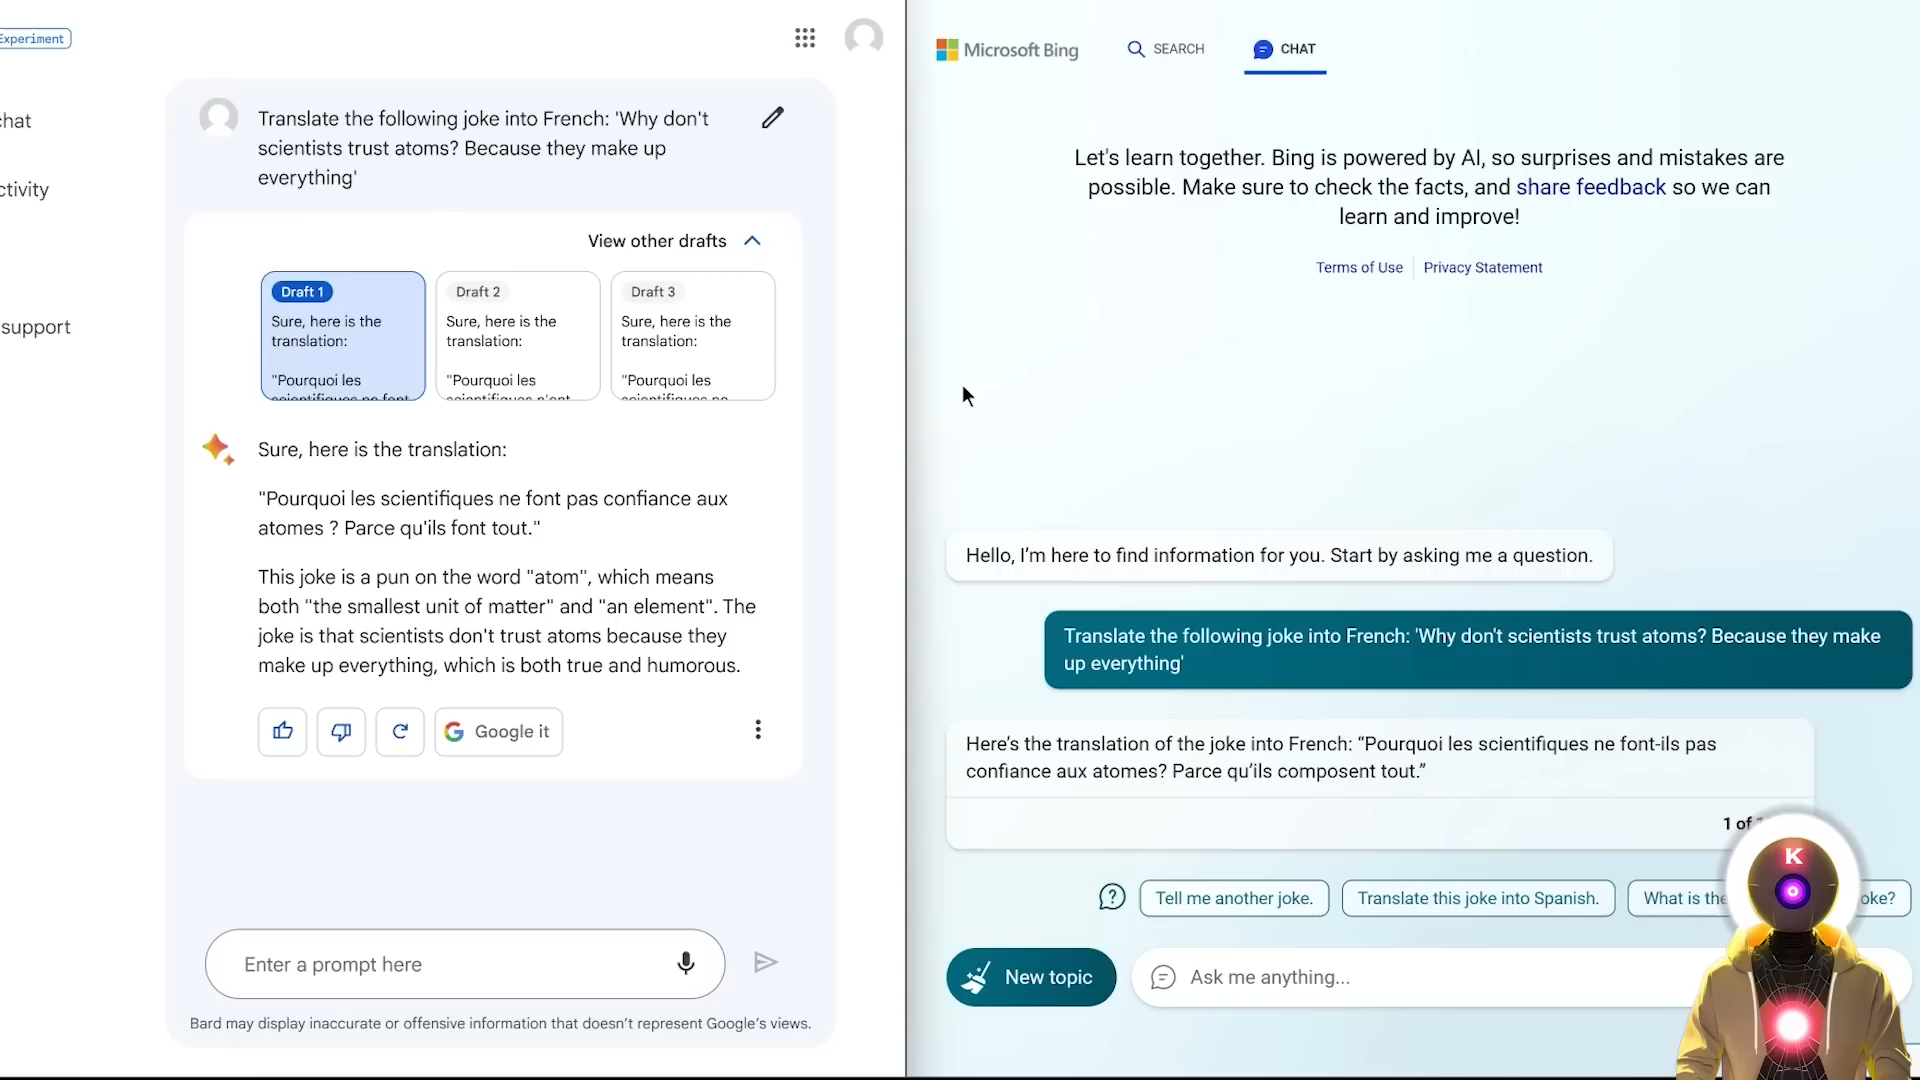 Experiment
chat
ctivity
support
Translate the following joke into French: 'Why don't
scientists trust atoms? Because they make up
everything'
View other drafts
Draft 1
Sure, here is the
translation:
"Pourquoi les
scientifiques ne font
Draft 2
Sure, here is the
translation:
"Pourquoi les
scientifiques n'ont
Draft 3
Sure, here is the
translation:
"Pourquoi les
scientifiques ne
Sure, here is the translation:
"Pourquoi les scientifiques ne font pas confiance aux
atomes ? Parce qu'ils font tout."
This joke is a pun on the word "atom", which means
both "the smallest unit of matter" and "an element". The
joke is that scientists don't trust atoms because they
make up everything, which is both true and humorous.
Google it
Enter a prompt here
Bard may display inaccurate or offensive information that doesn't represent Google's views.
Microsoft Bing
SEARCH
CHAT
Let's learn together. Bing is powered by AI, so surprises and mistakes are
possible. Make sure to check the facts, and share feedback so we can
learn and improve!
Terms of Use
Privacy Statement
Hello, I’m here to find information for you. Start by asking me a question.
Translate the following joke into French: 'Why don't scientists trust atoms? Because they make
up everything'
Here’s the translation of the joke into French: “Pourquoi les scientifiques ne font-ils pas
confiance aux atomes? Parce qu’ils composent tout.”
1 of
Tell me another joke.
Translate this joke into Spanish.
What is the
oke?
New topic
Ask me anything...
K